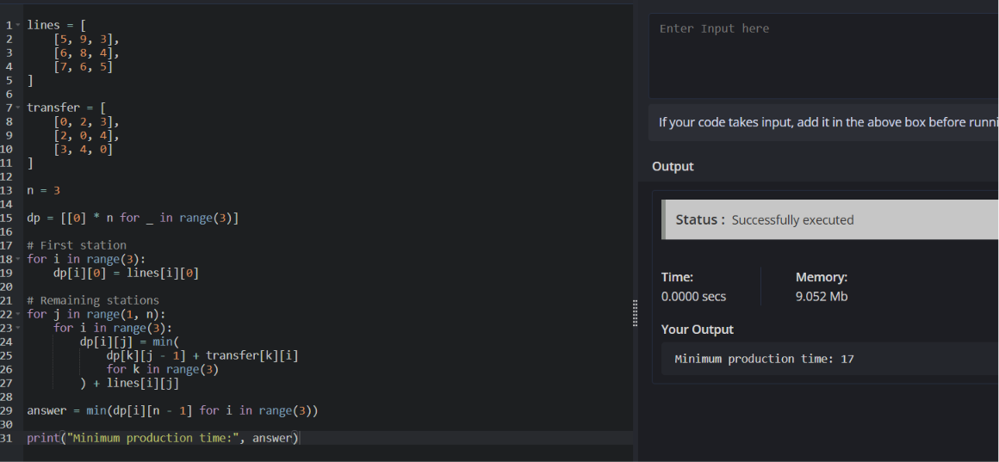 1 lines = [
2     [5, 9, 3],
3     [6, 8, 4],
4     [7, 6, 5]
5 ]
6
7 transfer = [
8     [0, 2, 3],
9     [2, 0, 4],
10     [3, 4, 0]
11 ]
12
13 n = 3
14
15 dp = [[0] * n for _ in range(3)]
16
17 # First station
18 for i in range(3):
19     dp[i][0] = lines[i][0]
20
21 # Remaining stations
22 for j in range(1, n):
23     for i in range(3):
24         dp[i][j] = min(
25             dp[k][j - 1] + transfer[k][i]
26             for k in range(3)
27         ) + lines[i][j]
28
29 answer = min(dp[i][n - 1] for i in range(3))
30
31 print("Minimum production time:", answer)
Enter Input here
If your code takes input, add it in the above box before runni
Output
Status : Successfully executed
Time: Memory:
0.0000 secs 9.052 Mb
Your Output
Minimum production time: 17